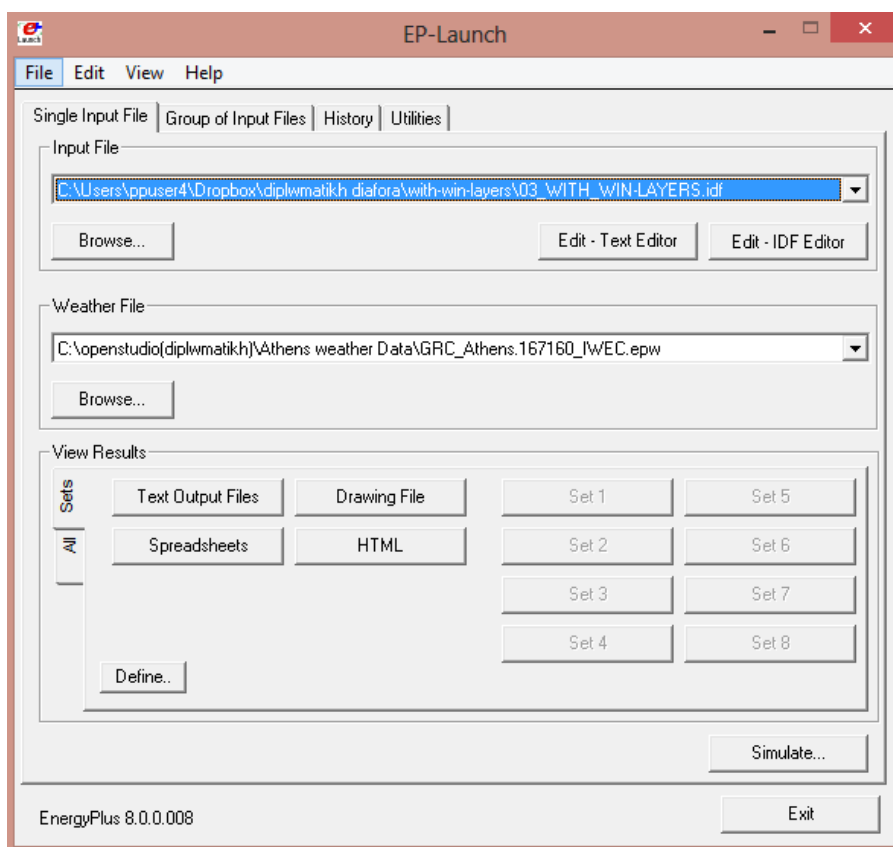 EP-Launch
File Edit View Help
Single Input File Group of Input Files History Utilities
Input File
C:\Users\ppuser4\Dropbox\diplwmatikh diafora\with-win-layers\03_WITH_WIN-LAYERS.idf
Browse... Edit - Text Editor Edit - IDF Editor
Weather File
C:\openstudio(diplwmatikh)\Athens weather Data\GRC_Athens.167160_IWEC.epw
Browse...
View Results
Sets
All
Text Output Files Drawing File Set 1 Set 5
Spreadsheets HTML Set 2 Set 6
Set 3 Set 7
Set 4 Set 8
Define..
Simulate...
EnergyPlus 8.0.0.008 Exit